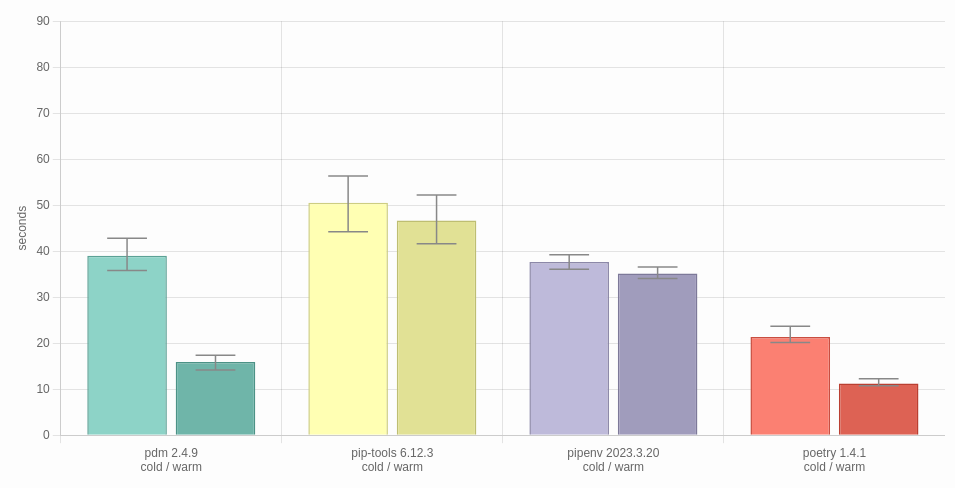 90
80
70
60
50
40
30
20
10
0
seconds
pdm 2.4.9
cold / warm
pip-tools 6.12.3
cold / warm
pipenv 2023.3.20
cold / warm
poetry 1.4.1
cold / warm